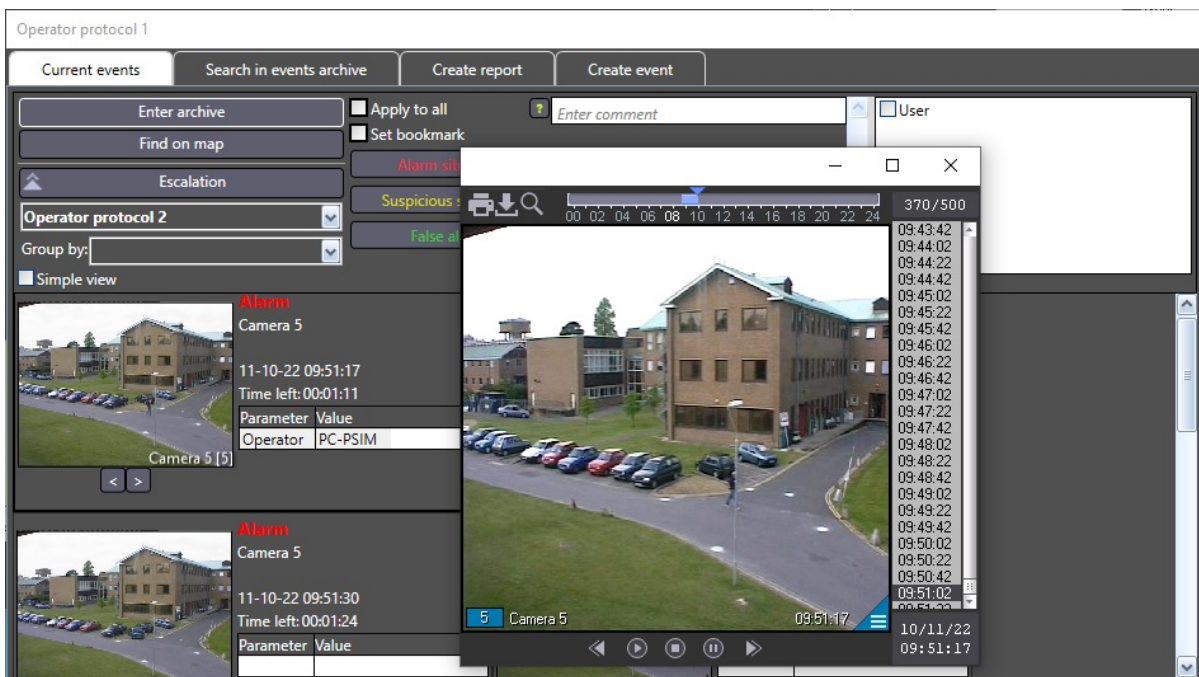 Operator protocol 1
Current events
Search in events archive
Create report
Create event
Enter archive
Find on map
Escalation
Operator protocol 2
Group by:
Simple view
Apply to all
Set bookmark
Alarm
Suspicious
False
?
Enter comment
User
Alarm
Camera 5
11-10-22 09:51:17
Time left: 00:01:11
Parameter Value
Operator PC-PSIM
Camera 5 [5]
< >
Alarm
Camera 5
11-10-22 09:51:30
Time left: 00:01:24
Parameter Value
00 02 04 06 08 10 12 14 16 18 20 22 24
370/500
09:43:42
09:44:02
09:44:22
09:44:42
09:45:02
09:45:22
09:45:42
09:46:02
09:46:22
09:46:42
09:47:02
09:47:22
09:47:42
09:48:02
09:48:22
09:48:42
09:49:02
09:49:22
09:49:42
09:50:02
09:50:22
09:50:42
09:51:02
5 Camera 5 09:51:17
10/11/22
09:51:17